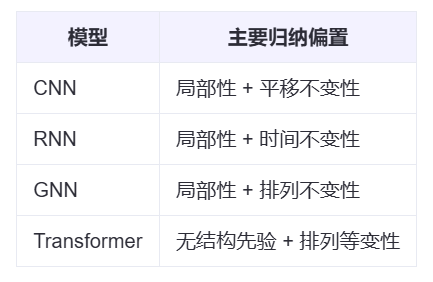 模型 主要归纳偏置
CNN 局部性 + 平移不变性
RNN 局部性 + 时间不变性
GNN 局部性 + 排列不变性
Transformer 无结构先验 + 排列等变性